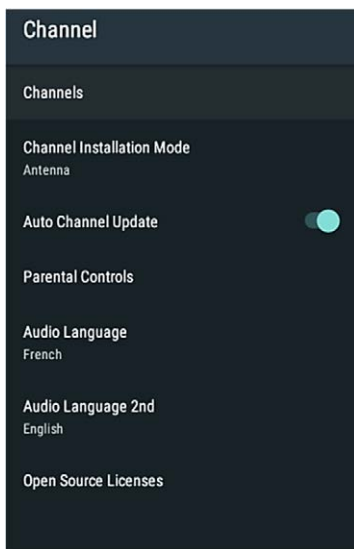 Channel
Channels
Channel Installation Mode
Antenna
Auto Channel Update
Parental Controls
Audio Language
French
Audio Language 2nd
English
Open Source Licenses